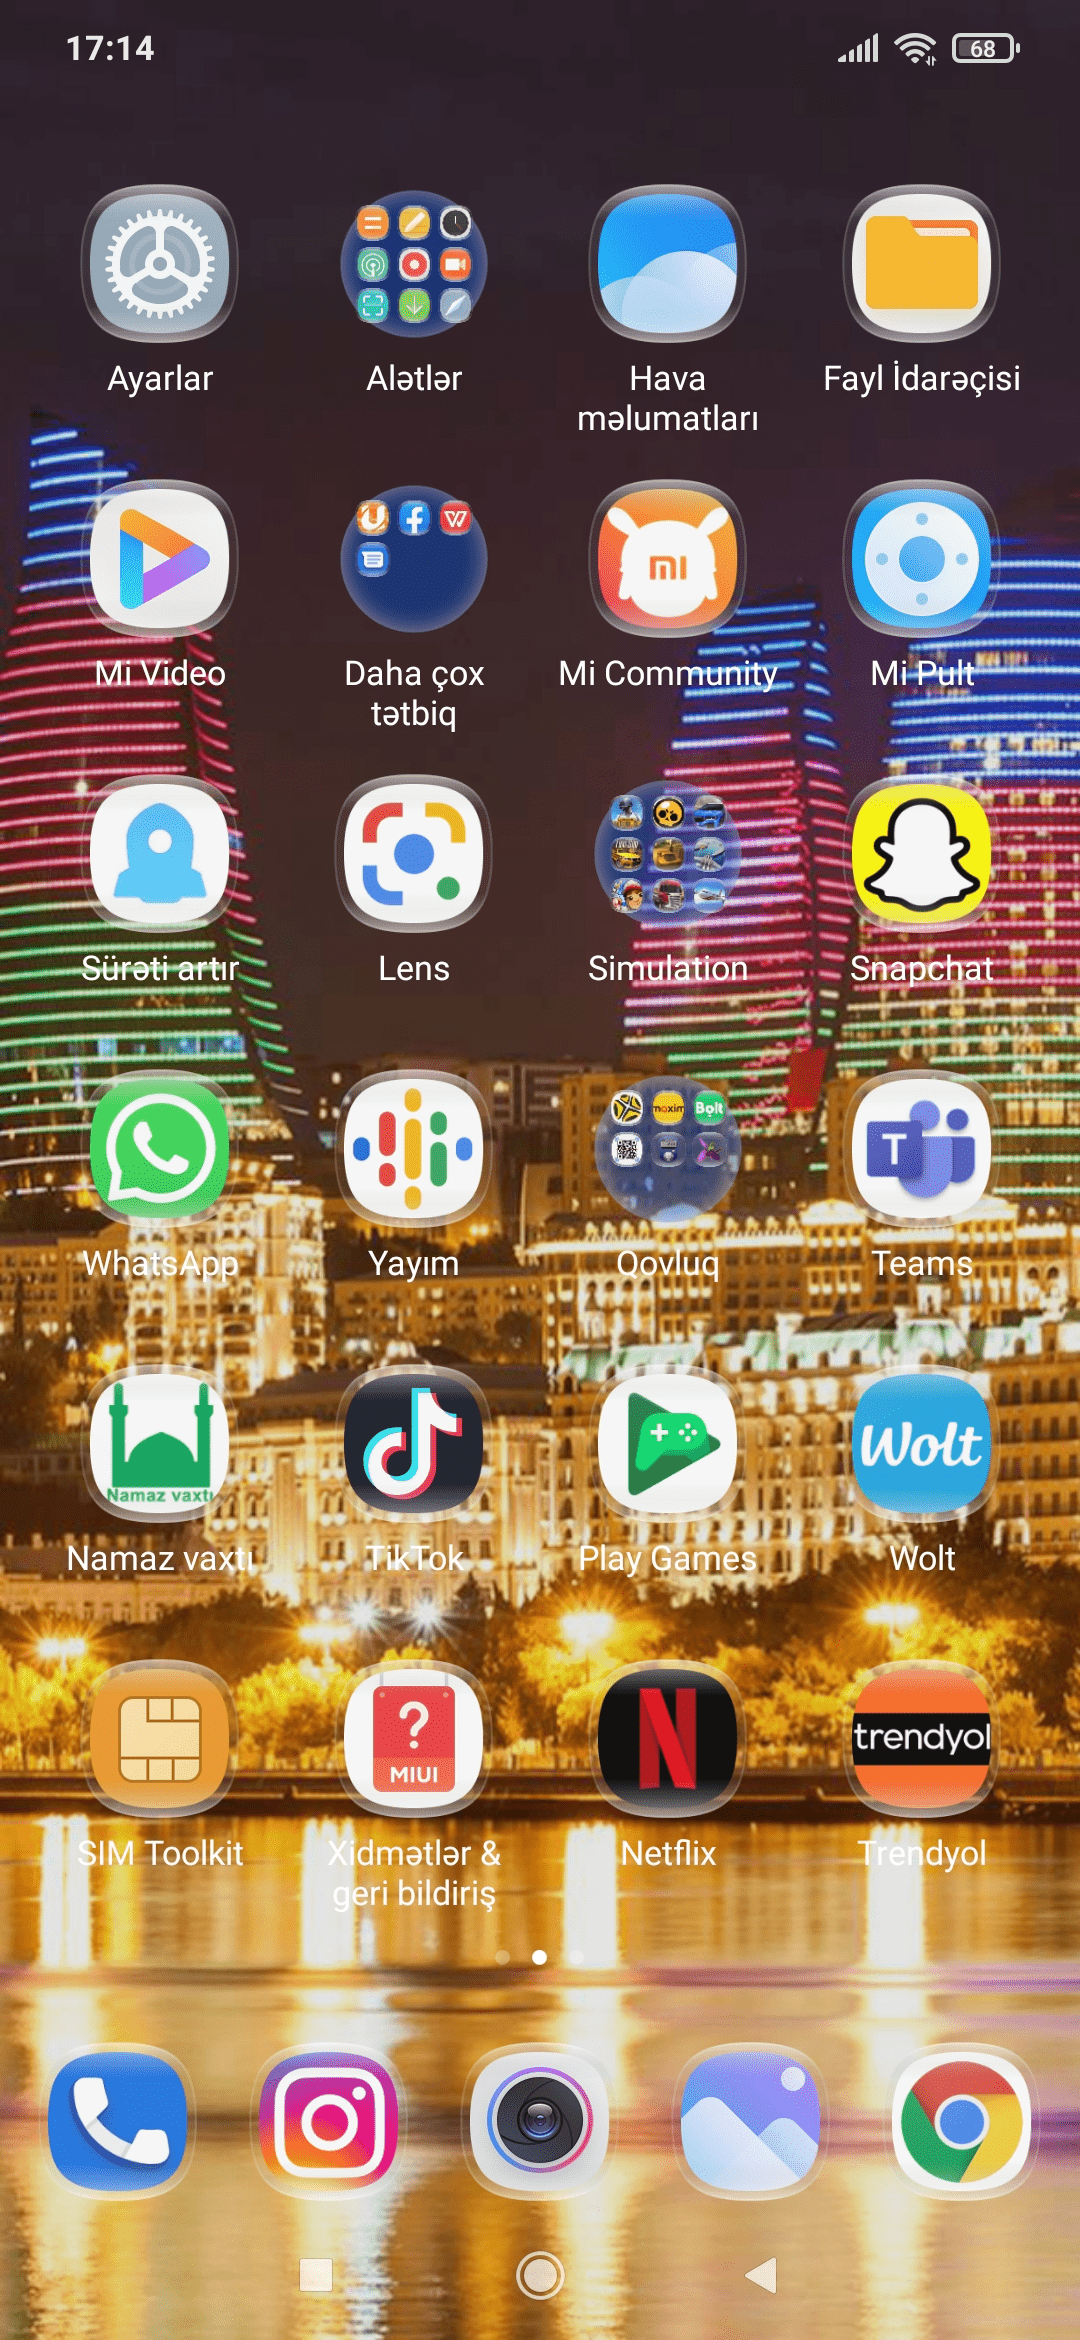 17:14
68
Ayarlar
Alətlər
Hava
məlumatları
Fayl İdarəçisi
mi
Mi Video
Daha çox
tətbiq
Mi Community
Mi Pult
Sürəti artır
Lens
Simulation
Snapchat
maxim
Bolt
T
WhatsApp
Yayım
Qovluq
Teams
Namaz vaxtı
Wolt
Namaz vaxtı
TikTok
Play Games
Wolt
?
MIUI
N
trendyol
SIM Toolkit
Xidmətlər &
geri bildiriş
Netflix
Trendyol